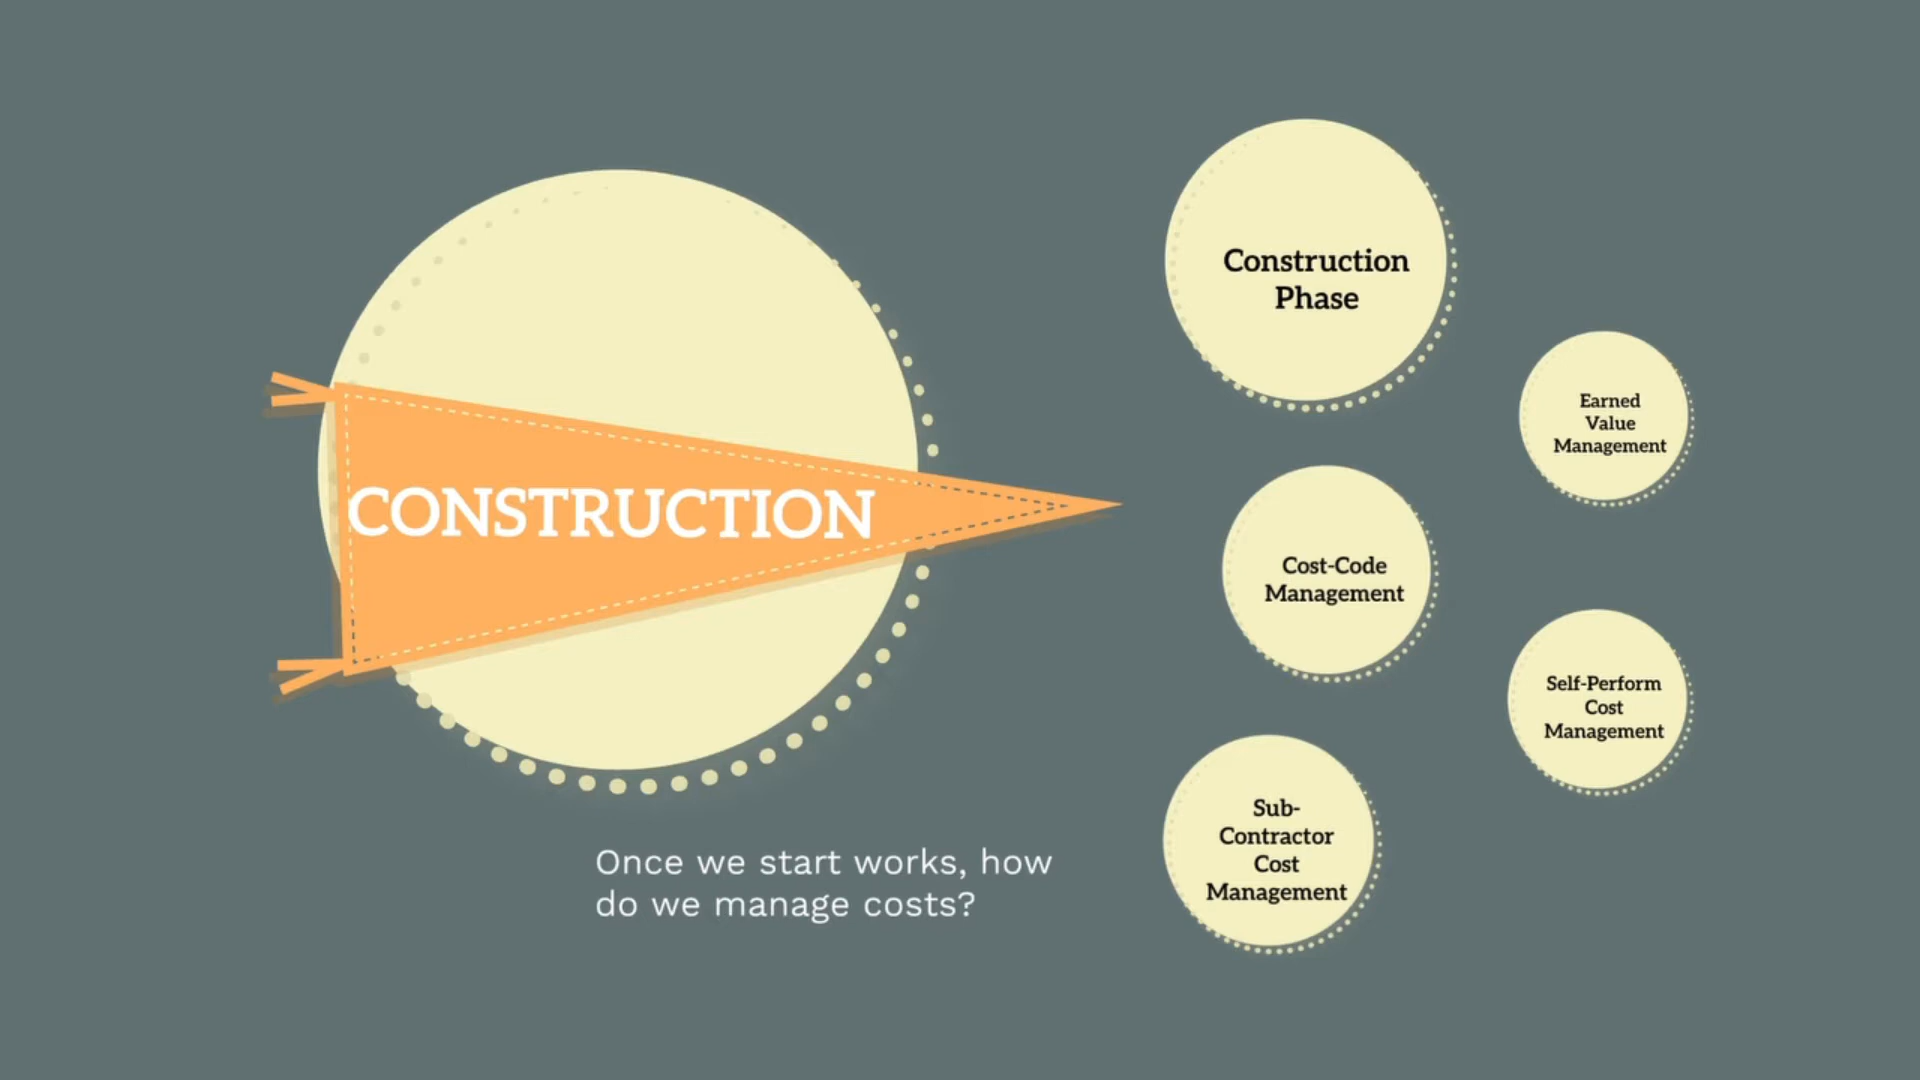 CONSTRUCTION
Once we start works, how
do we manage costs?
Construction
Phase
Earned
Value
Management
Cost-Code
Management
Self-Perform
Cost
Management
Sub-
Contractor
Cost
Management